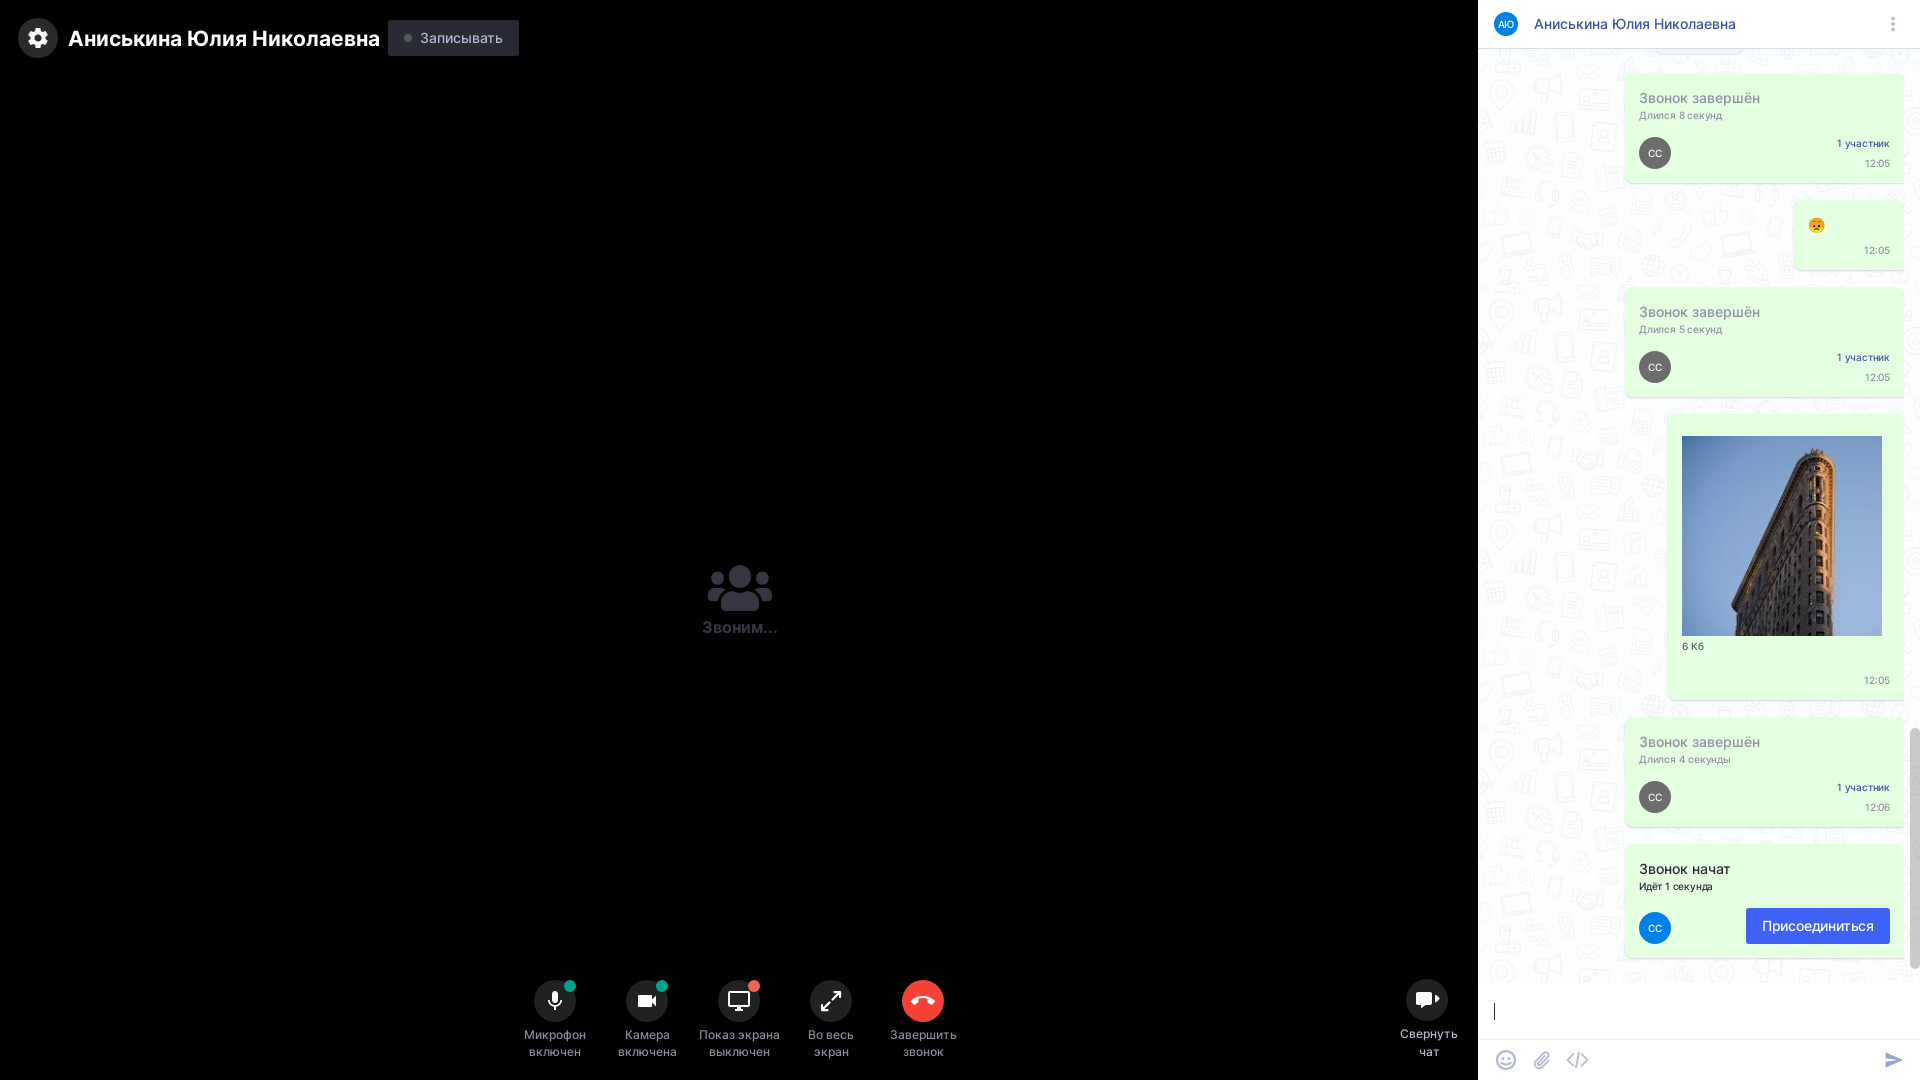 Аниськина Юлия Николаевна
Записывать
Звоним...
Микрофон
включен
Камера
включена
Показ экрана
выключен
Во весь
экран
Завершить
звонок
Свернуть
чат
АЮ
Аниськина Юлия Николаевна
Звонок завершён
Длился 8 секунд
СС
1 участник
12:05
12:05
Звонок завершён
Длился 5 секунд
СС
1 участник
12:05
6 Кб
12:05
Звонок завершён
Длился 4 секунды
СС
1 участник
12:06
Звонок начат
Идёт 1 секунда
СС
Присоединиться